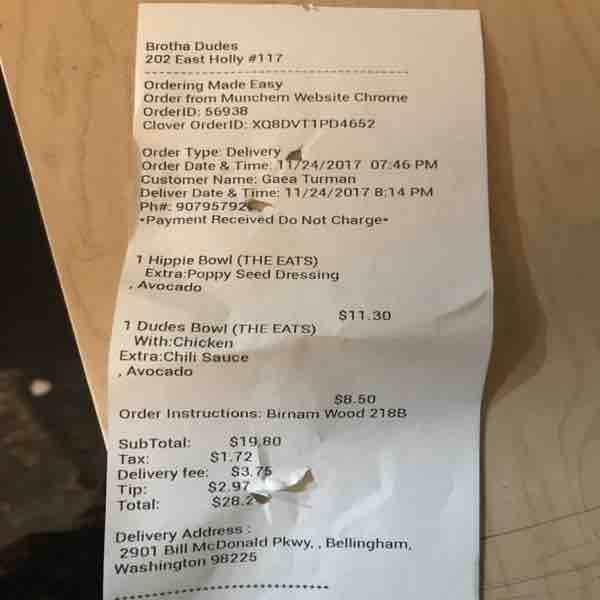 Brotha Dudes
202 East Holly #117
Ordering Made Easy
Order from Munchem Website Chrome
OrderID: 56938
Clover OrderID: XQ8DVT1PD4652
Order Type: Delivery
Order Date & Time: 11/24/2017 07:46 PM
Customer Name: Gaea Turman
Deliver Date & Time: 11/24/2017 8:14 PM
Ph#: 90795792
*Payment Received Do Not Charge*
1 Hippie Bowl (THE EATS)
Extra:Poppy Seed Dressing
, Avocado
$11.30
1 Dudes Bowl (THE EATS)
With:Chicken
Extra:Chili Sauce
, Avocado
$8.50
Order Instructions: Birnam Wood 218B
SubTotal: $19.80
Tax: $1.72
Delivery fee: $3.75
Tip: $2.97
Total: $28.2
Delivery Address :
2901 Bill McDonald Pkwy, , Bellingham,
Washington 98225